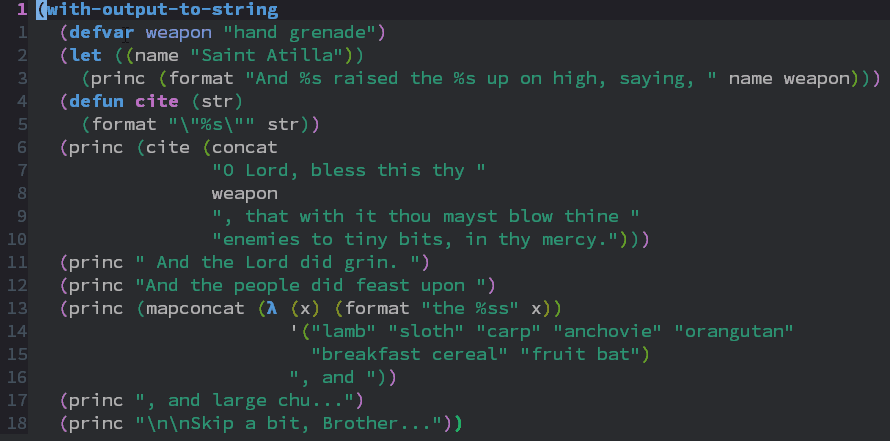 1 (with-output-to-string
1 (defvar weapon "hand grenade")
2 (let ((name "Saint Atilla"))
3 (princ (format "And %s raised the %s up on high, saying, " name weapon)))
4 (defun cite (str)
5 (format "\"%s\"" str))
6 (princ (cite (concat
7 "O Lord, bless this thy "
8 weapon
9 ", that with it thou mayst blow thine "
10 "enemies to tiny bits, in thy mercy.")))
11 (princ " And the Lord did grin. ")
12 (princ "And the people did feast upon ")
13 (princ (mapconcat (λ (x) (format "the %ss" x))
14 '("lamb" "sloth" "carp" "anchovie" "orangutan"
15 "breakfast cereal" "fruit bat")
16 ", and "))
17 (princ ", and large chu...")
18 (princ "\n\nSkip a bit, Brother..."))